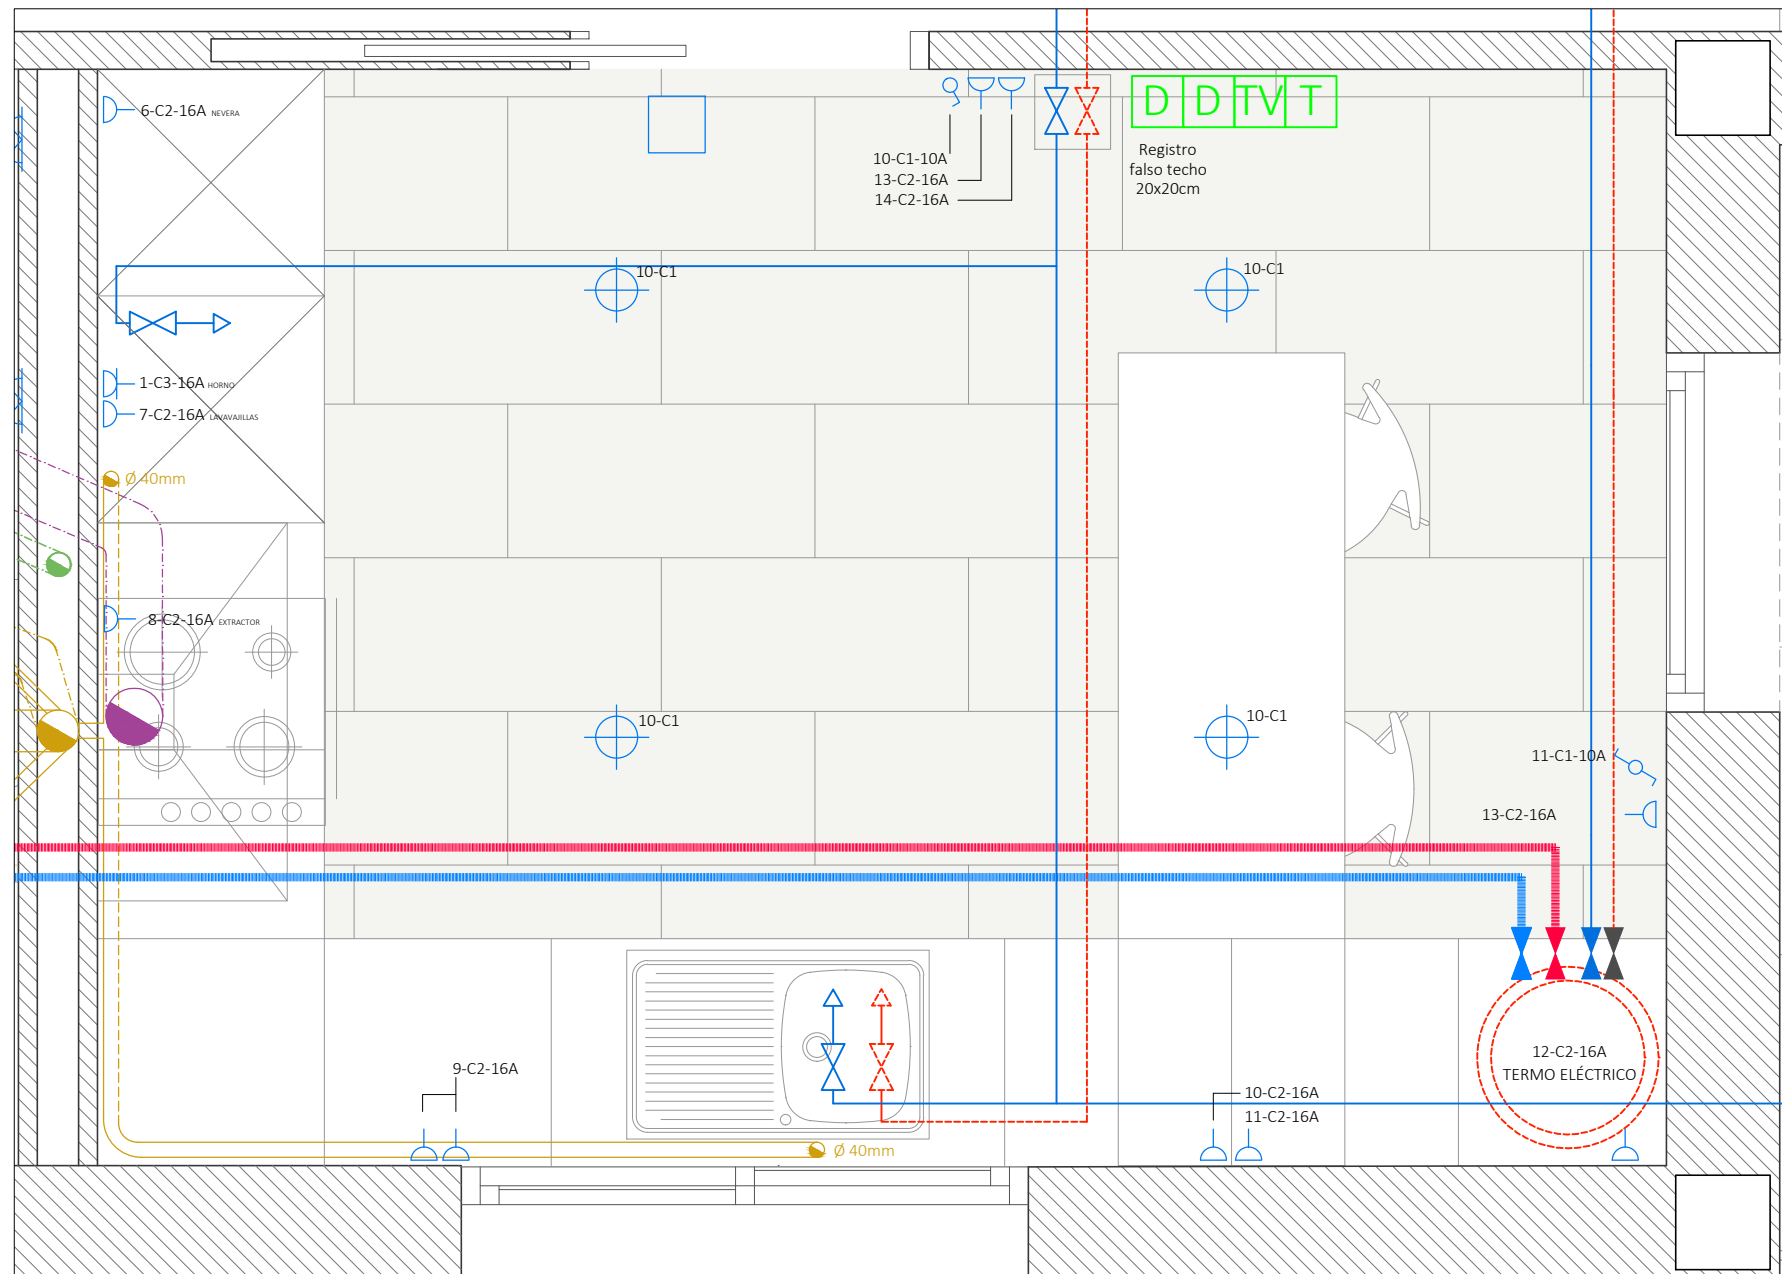 6-C2-16A NEVERA
10-C1-10A
13-C2-16A
14-C2-16A
D D TV T
Registro
falso techo
20x20cm
10-C1
10-C1
1-C3-16A HORNO
7-C2-16A LAVAVAJILLAS
Ø 40mm
8-C2-16A EXTRACTOR
10-C1
10-C1
11-C1-10A
13-C2-16A
9-C2-16A
10-C2-16A
11-C2-16A
12-C2-16A
TERMO ELÉCTRICO
Ø 40mm